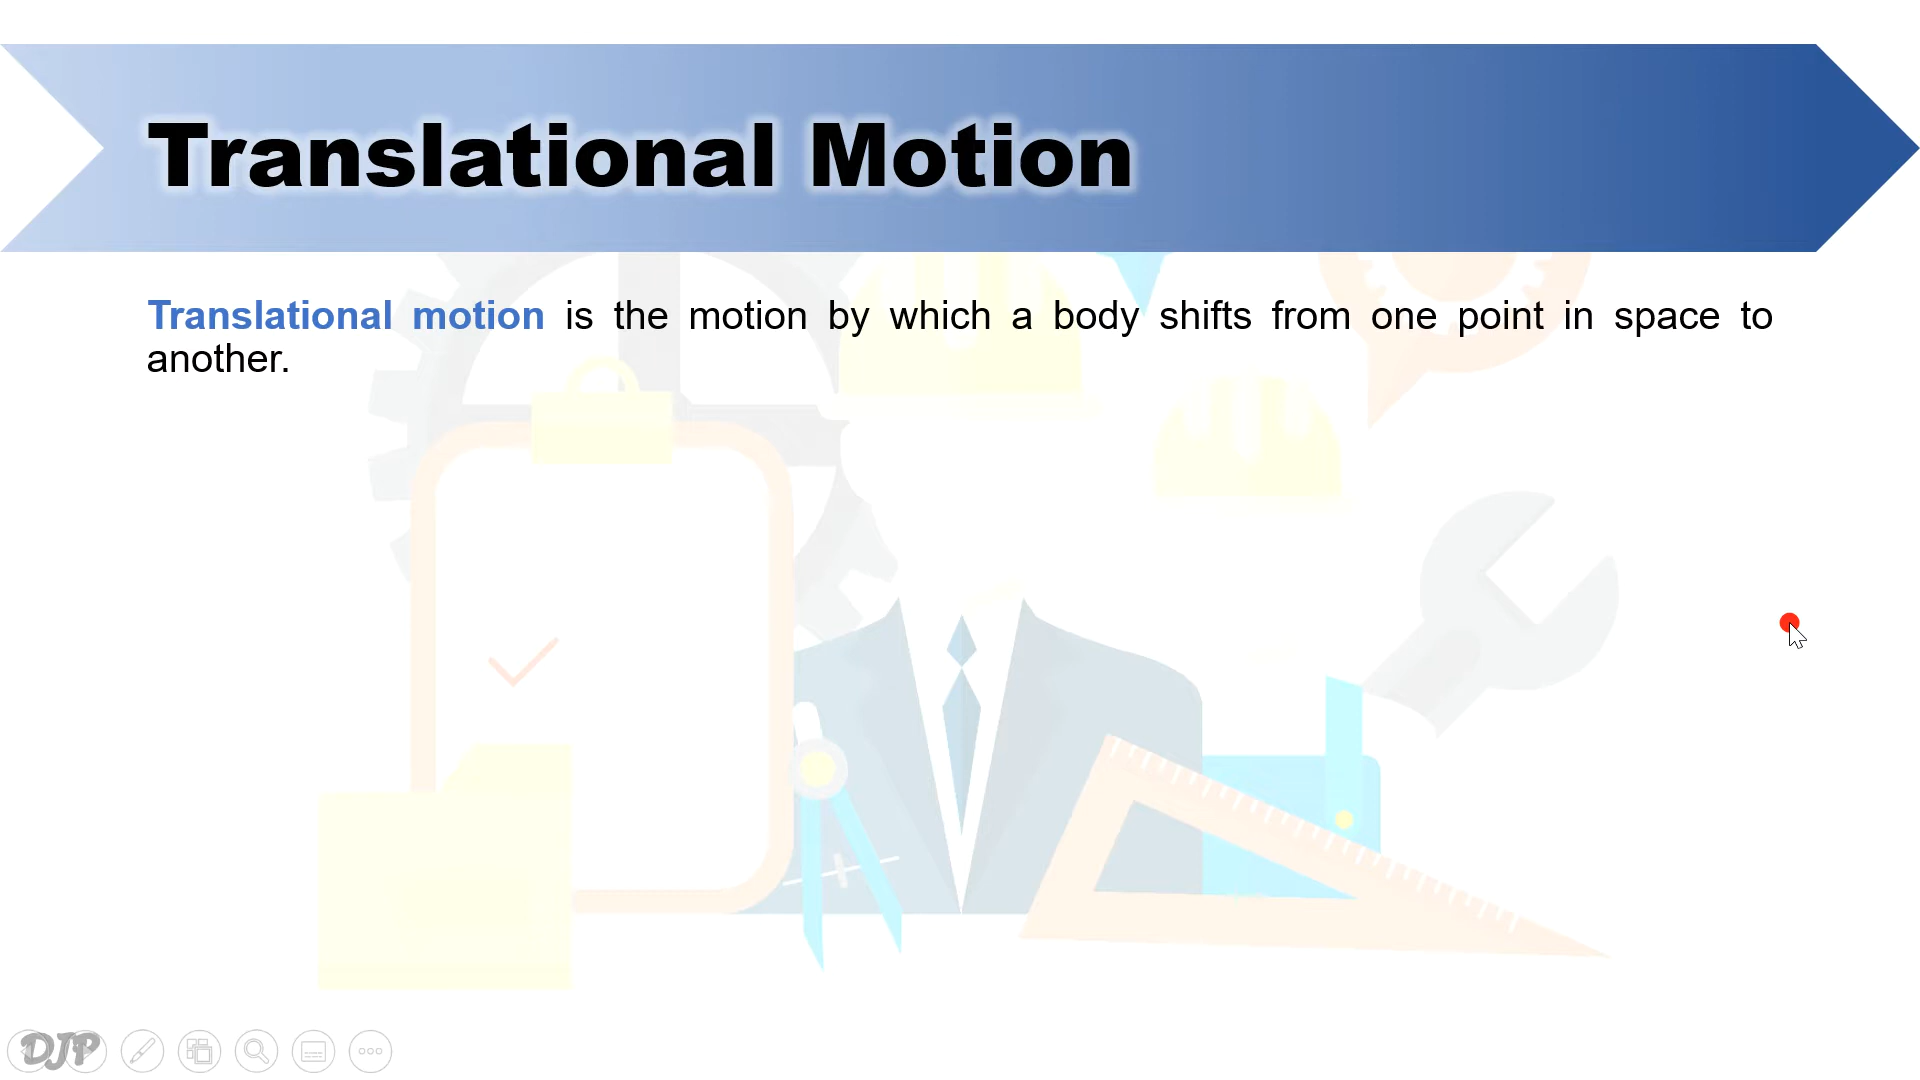 Translational Motion
Translational motion is the motion by which a body shifts from one point in space to
another.
DJP